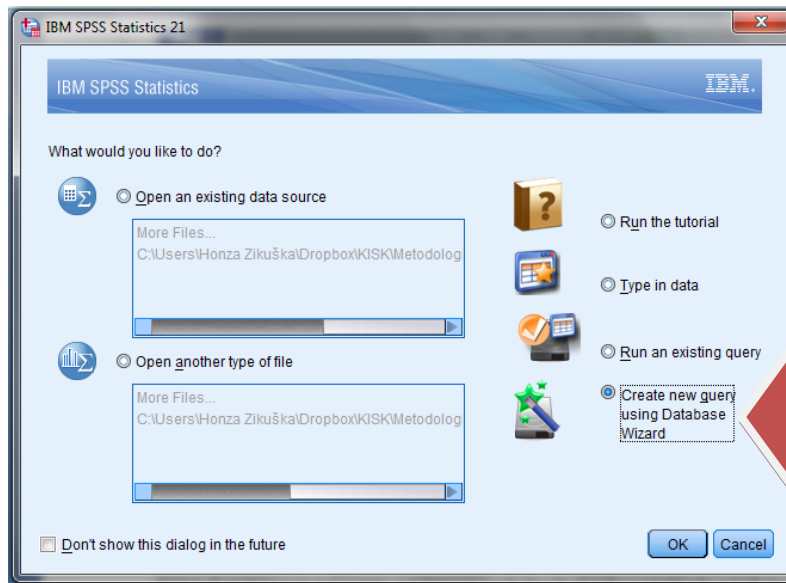 IBM SPSS Statistics 21
IBM SPSS Statistics
IBM.
What would you like to do?
Open an existing data source
More Files...
C:\Users\Honza Zikuška\Dropbox\KISK\Metodolog
Open another type of file
More Files...
C:\Users\Honza Zikuška\Dropbox\KISK\Metodolog
Run the tutorial
Type in data
Run an existing query
Create new query
using Database
Wizard
Don't show this dialog in the future
OK
Cancel